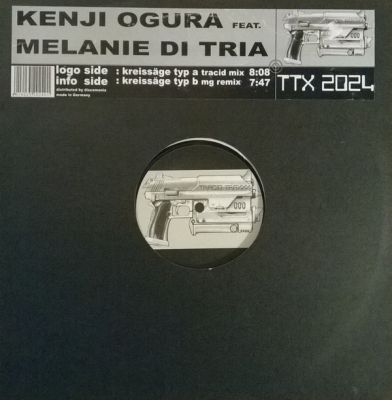 KENJI OGURA FEAT.
MELANIE DI TRIA
logo side : kreissäge typ a tracid mix 8:08
info side : kreissäge typ b mg remix 7:47
distributed by discomania
made in Germany
TTX 2024